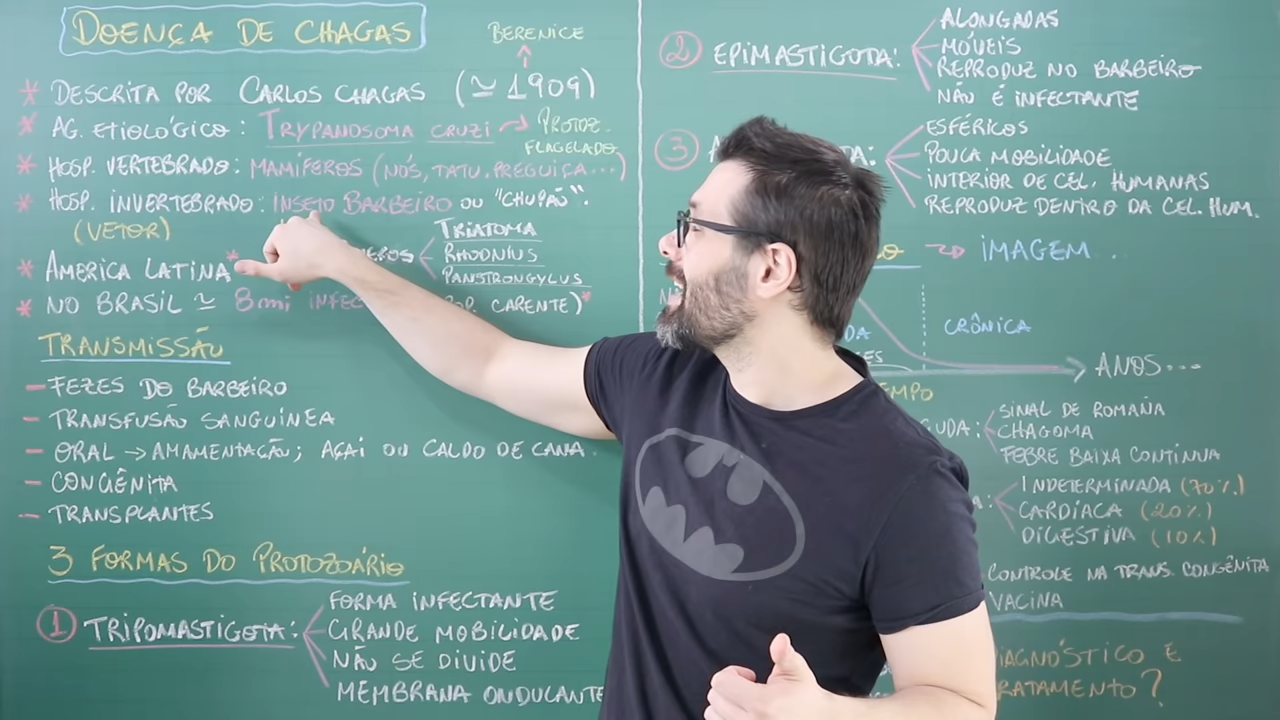 DOENÇA DE CHAGAS
BERENICE
* DESCRITA POR CARLOS CHAGAS (≃ 1909)
* AG. ETIOLÓGICO: TRYPANOSOMA CRUZI → PROTOZ. FLAGELADO
* HOSP. VERTEBRADO: MAMÍFEROS (NÓS, TATU, PREGUIÇA...)
* HOSP. INVERTEBRADO: INSETO BARBEIRO OU "CHUPÃO".
(VETOR)
TRIATOMA
RHODNIUS
PANSTRONGYLUS
* AMÉRICA LATINA*
* NO BRASIL ≃ 8mi CARENTE)*
TRANSMISSÃO
- FEZES DO BARBEIRO
- TRANSFUSÃO SANGUÍNEA
- ORAL → AMAMENTAÇÃO; AÇAÍ OU CALDO DE CANA.
- CONGÊNITA
- TRANSPLANTES
3 FORMAS DO PROTOZOÁRIO
1 TRIPOMASTIGOTA:
FORMA INFECTANTE
GRANDE MOBILIDADE
NÃO SE DIVIDE
MEMBRANA ONDULANTE
2 EPIMASTIGOTA:
ALONGADAS
MÓVEIS
REPRODUZ NO BARBEIRO
NÃO É INFECTANTE
3
ESFÉRICOS
POUCA MOBILIDADE
INTERIOR DE CÉL. HUMANAS
REPRODUZ DENTRO DA CÉL. HUM.
→ IMAGEM...
CRÔNICA
ANOS...
SINAL DE ROMAÑA
CHAGOMA
FEBRE BAIXA CONTÍNUA
INDETERMINADA (70%)
CARDÍACA (20%)
DIGESTIVA (10%)
CONTROLE NA TRANS. CONGÊNITA
VACINA
DIAGNÓSTICO E
TRATAMENTO?